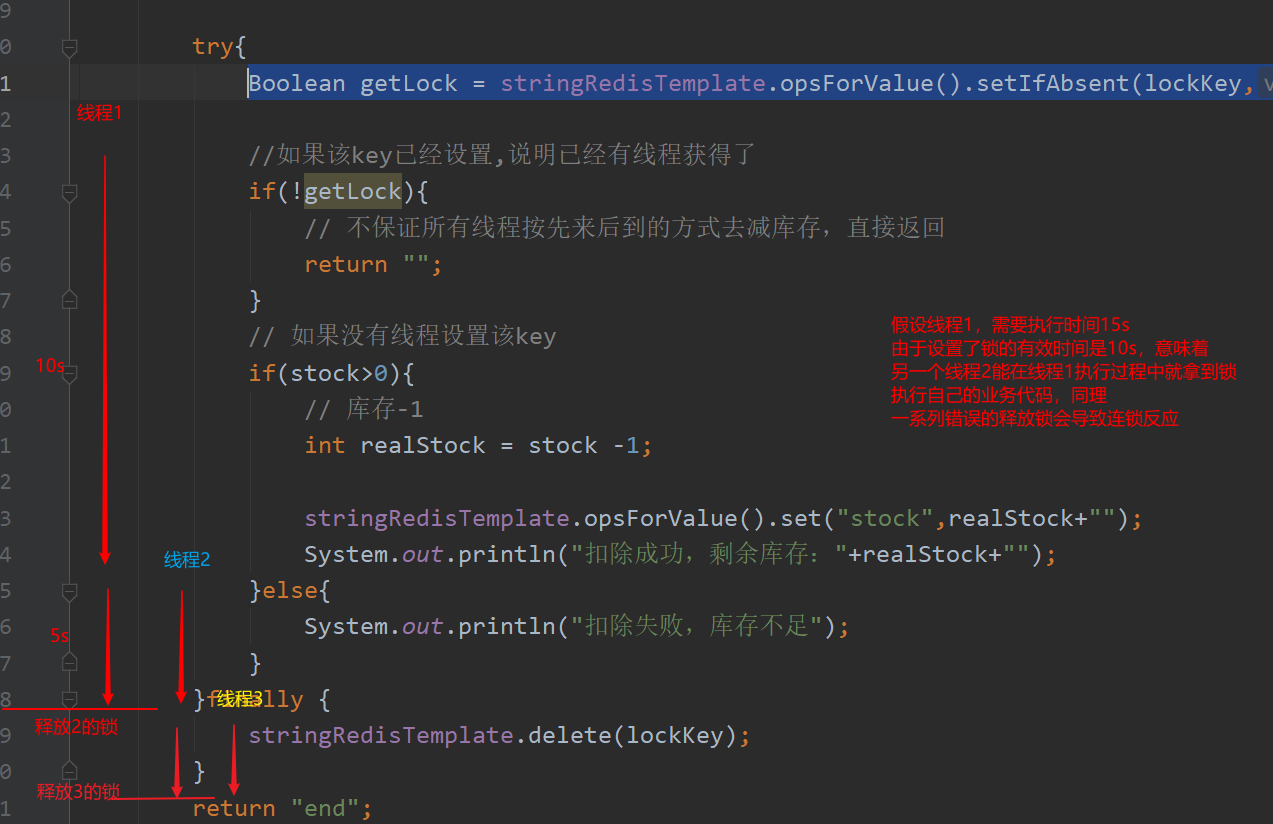 9
0 try{
1 Boolean getLock = stringRedisTemplate.opsForValue().setIfAbsent(lockKey,
2 线程1
3 //如果该key已经设置,说明已经有线程获得了
4 if(!getLock){
5 // 不保证所有线程按先来后到的方式去减库存，直接返回
6 return "";
7 }
8 // 如果没有线程设置该key
假设线程1，需要执行时间15s
由于设置了锁的有效时间是10s，意味着
另一个线程2能在线程1执行过程中就拿到锁
执行自己的业务代码，同理
一系列错误的释放锁会导致连锁反应
10s
9 if(stock>0){
0 // 库存-1
1 int realStock = stock -1;
2
3 stringRedisTemplate.opsForValue().set("stock",realStock+"");
4 System.out.println("扣除成功，剩余库存："+realStock+"");
线程2
5 }else{
6 System.out.println("扣除失败，库存不足");
5s
7 }
8 }finally {
线程3
释放2的锁
9 stringRedisTemplate.delete(lockKey);
0 }
释放3的锁
1 return "end";